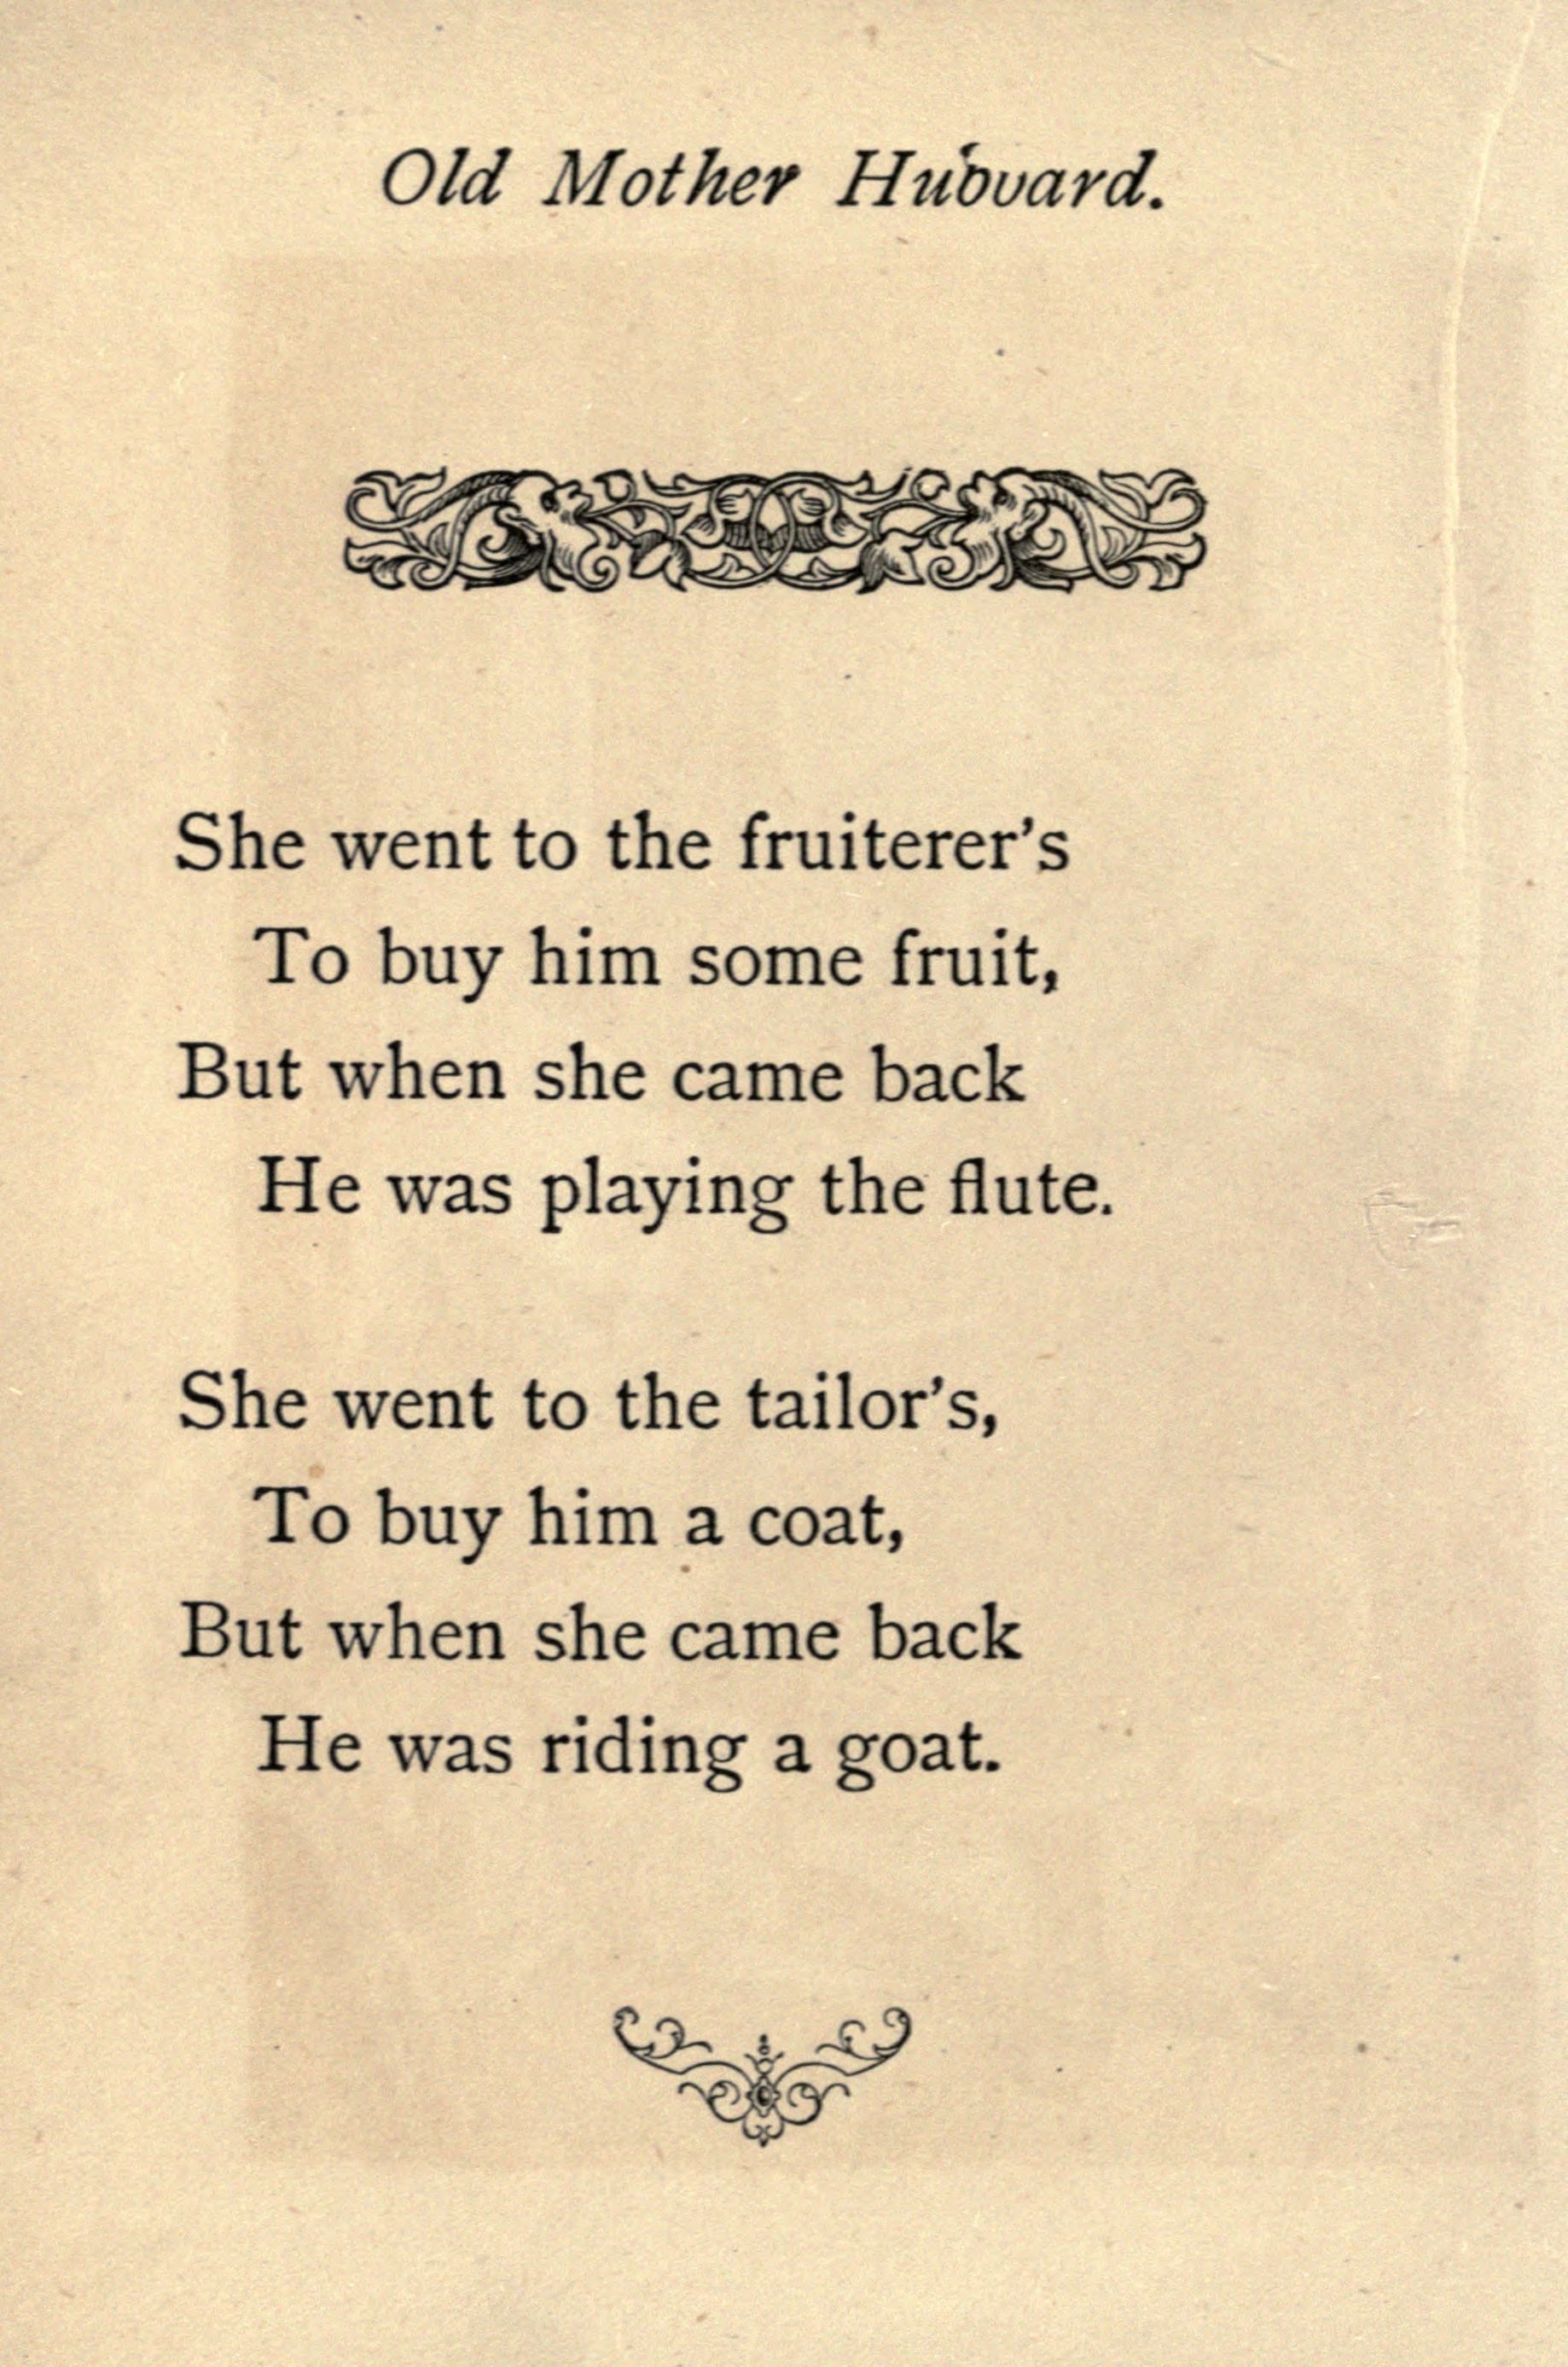 Old Mother Hubbard.
She went to the fruiterer's
To buy him some fruit,
But when she came back
He was playing the flute.
She went to the tailor's,
To buy him a coat,
But when she came back
He was riding a goat.